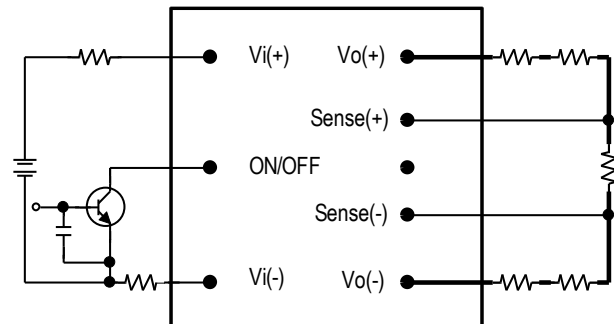 Vi(+) Vo(+)
Sense(+)
ON/OFF
Sense(-)
Vi(-) Vo(-)